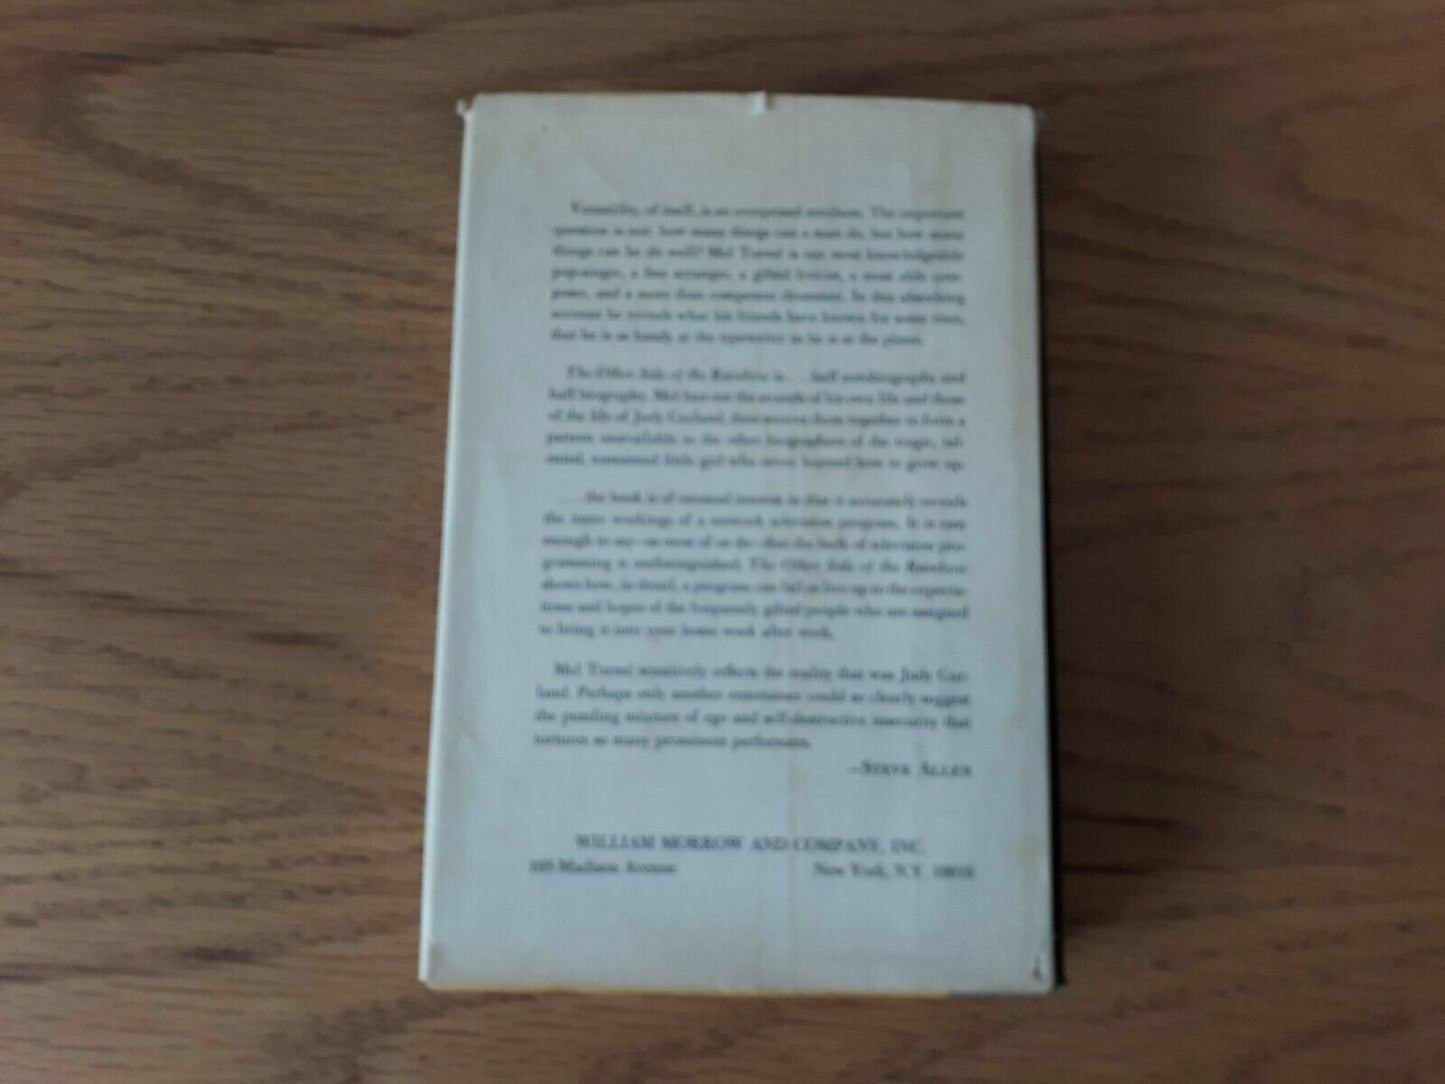 Versatility, of itself, is an overprized attribute. The important
question is not: how many things can a man do, but how many
things can he do well? Mel Tormé is our most knowledgeable
pop-singer, a fine arranger, a gifted lyricist, a most able com-
poser, and a more than competent drummer. In this absorbing
account he reveals what his friends have known for some time,
that he is as handy at the typewriter as he is at the piano.
The Other Side of the Rainbow is . . . half autobiography and
half biography. Mel lays out the strands of his own life and those
of the life of Judy Garland, then weaves them together to form a
pattern unavailable to the other biographers of the tragic, tal-
ented, tormented little girl who never learned how to grow up.
. . . the book is of unusual interest in that it accurately reveals
the inner workings of a network television program. It is easy
enough to say—as most of us do—that the bulk of television pro-
gramming is undistinguished. The Other Side of the Rainbow
shows how, in detail, a program can fail to live up to the expecta-
tions and hopes of the frequently gifted people who are assigned
to bring it into your home week after week.
Mel Tormé sensitively reflects the reality that was Judy Gar-
land. Perhaps only another entertainer could so clearly suggest
the puzzling mixture of ego and self-destructive insecurity that
tortures so many prominent performers.
—STEVE ALLEN
WILLIAM MORROW AND COMPANY, INC.
105 Madison Avenue New York, N.Y. 10016